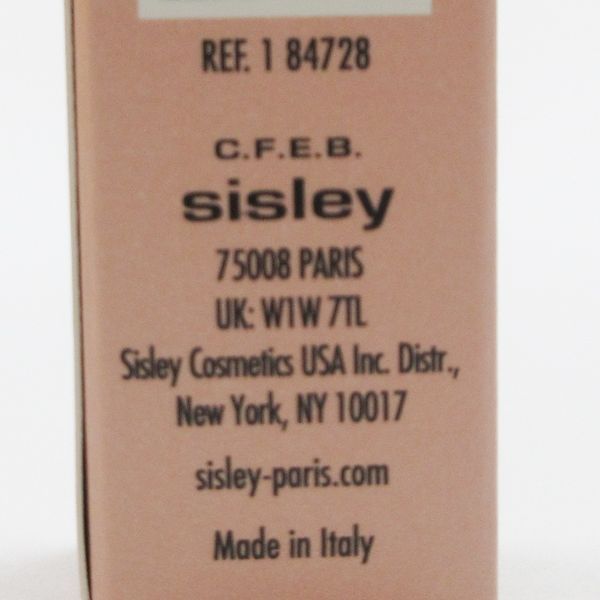 REF. 1 84728
C.F.E.B.
sisley
75008 PARIS
UK: W1W 7TL
Sisley Cosmetics USA Inc. Distr.,
New York, NY 10017
sisley-paris.com
Made in Italy